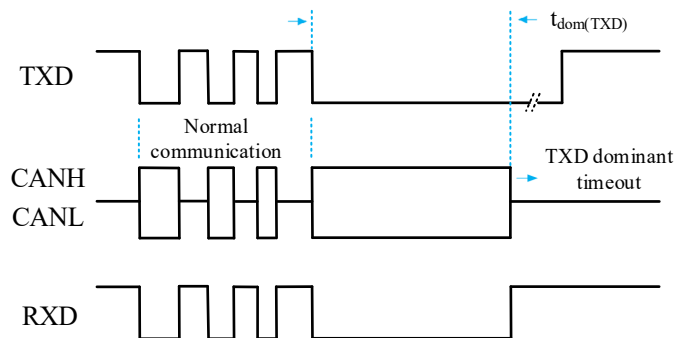 t_dom(TXD)
TXD
Normal
communication
CANH
CANL
TXD dominant
timeout
RXD